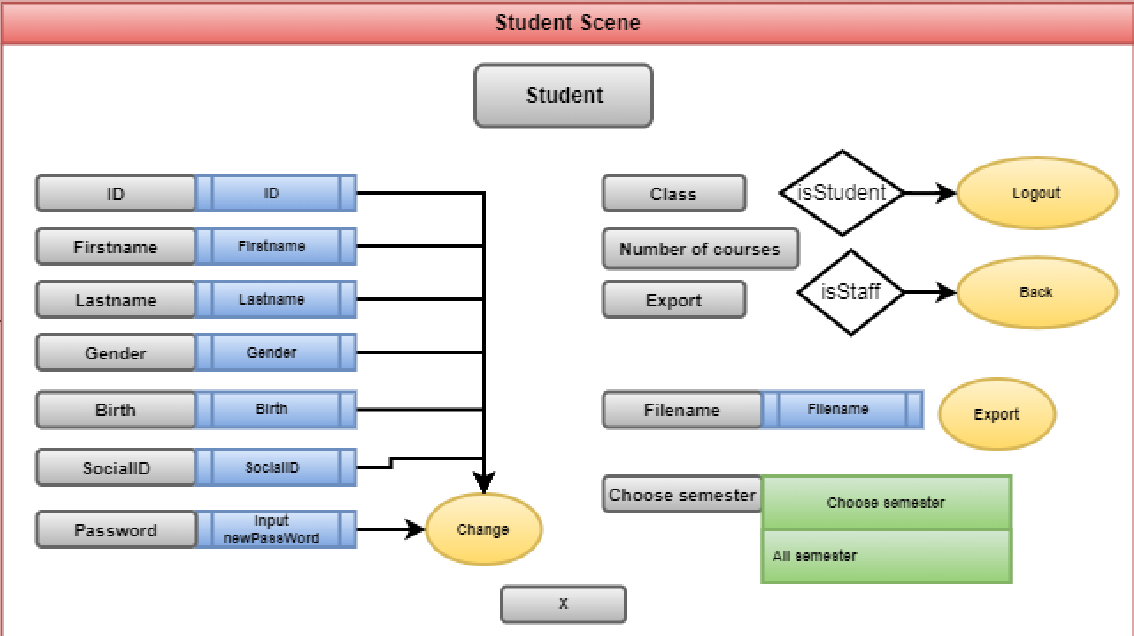 Student Scene
Student
ID
ID
Firstname
Firstname
Lastname
Lastname
Gender
Gender
Birth
Birth
SocialID
SocialID
Password
Input
newPassWord
Change
Class
isStudent
Logout
Number of courses
Export
isStaff
Back
Filename
Filename
Export
Choose semester
Choose semester
All semester
X